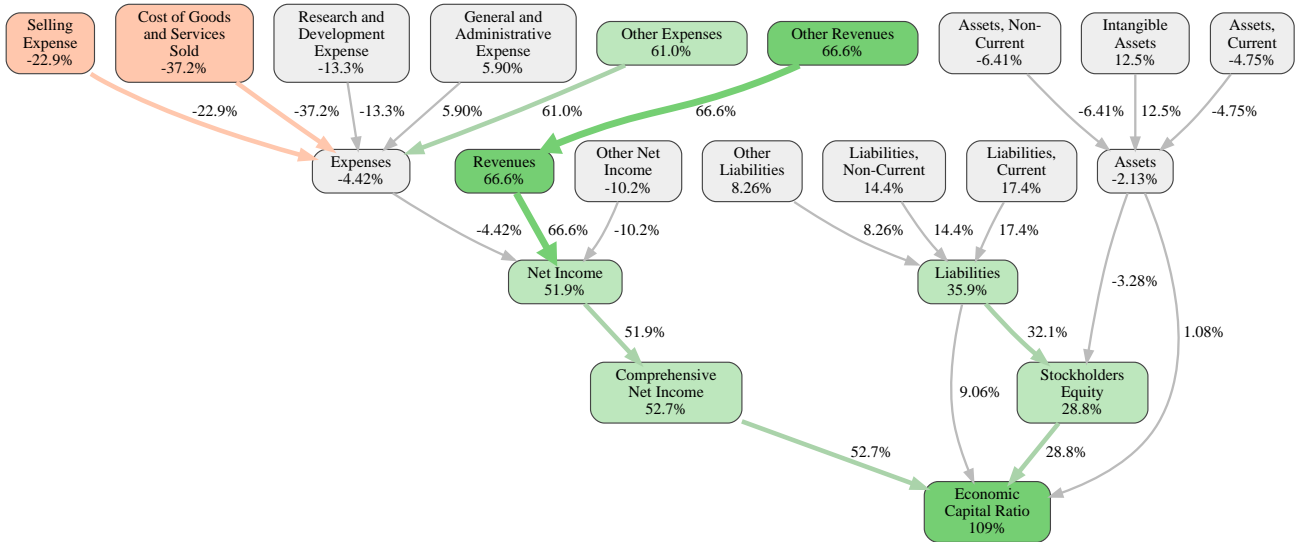 Selling
Expense
-22.9%
Cost of Goods
and Services
Sold
-37.2%
Research and
Development
Expense
-13.3%
General and
Administrative
Expense
5.90%
Other Expenses
61.0%
Other Revenues
66.6%
Assets, Non-
Current
-6.41%
Intangible
Assets
12.5%
Assets,
Current
-4.75%
-22.9%
-37.2%
-13.3%
5.90%
61.0%
66.6%
-6.41%
12.5%
-4.75%
Expenses
-4.42%
Revenues
66.6%
Other Net
Income
-10.2%
Other
Liabilities
8.26%
Liabilities,
Non-Current
14.4%
Liabilities,
Current
17.4%
Assets
-2.13%
-4.42%
66.6%
-10.2%
8.26%
14.4%
17.4%
Net Income
51.9%
Liabilities
35.9%
-3.28%
51.9%
32.1%
1.08%
Comprehensive
Net Income
52.7%
9.06%
Stockholders
Equity
28.8%
52.7%
28.8%
Economic
Capital Ratio
109%